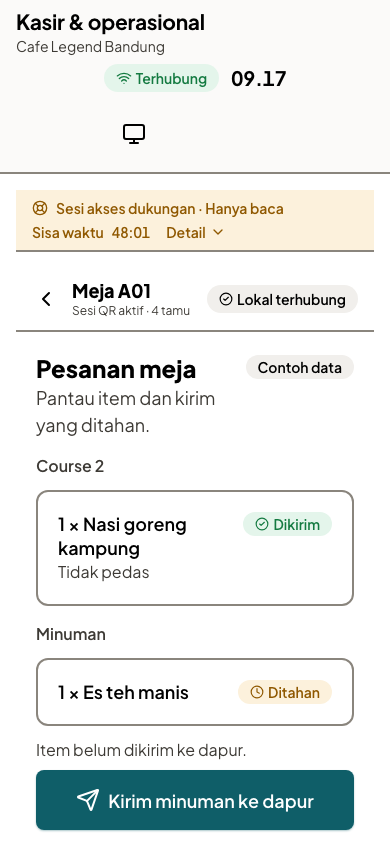 Kasir & operasional
Cafe Legend Bandung
Terhubung 09.17
Sesi akses dukungan · Hanya baca
Sisa waktu 48:01 Detail
Meja A01
Sesi QR aktif · 4 tamu
Lokal terhubung
Pesanan meja
Contoh data
Pantau item dan kirim
yang ditahan.
Course 2
1 × Nasi goreng
kampung
Dikirim
Tidak pedas
Minuman
1 × Es teh manis
Ditahan
Item belum dikirim ke dapur.
Kirim minuman ke dapur